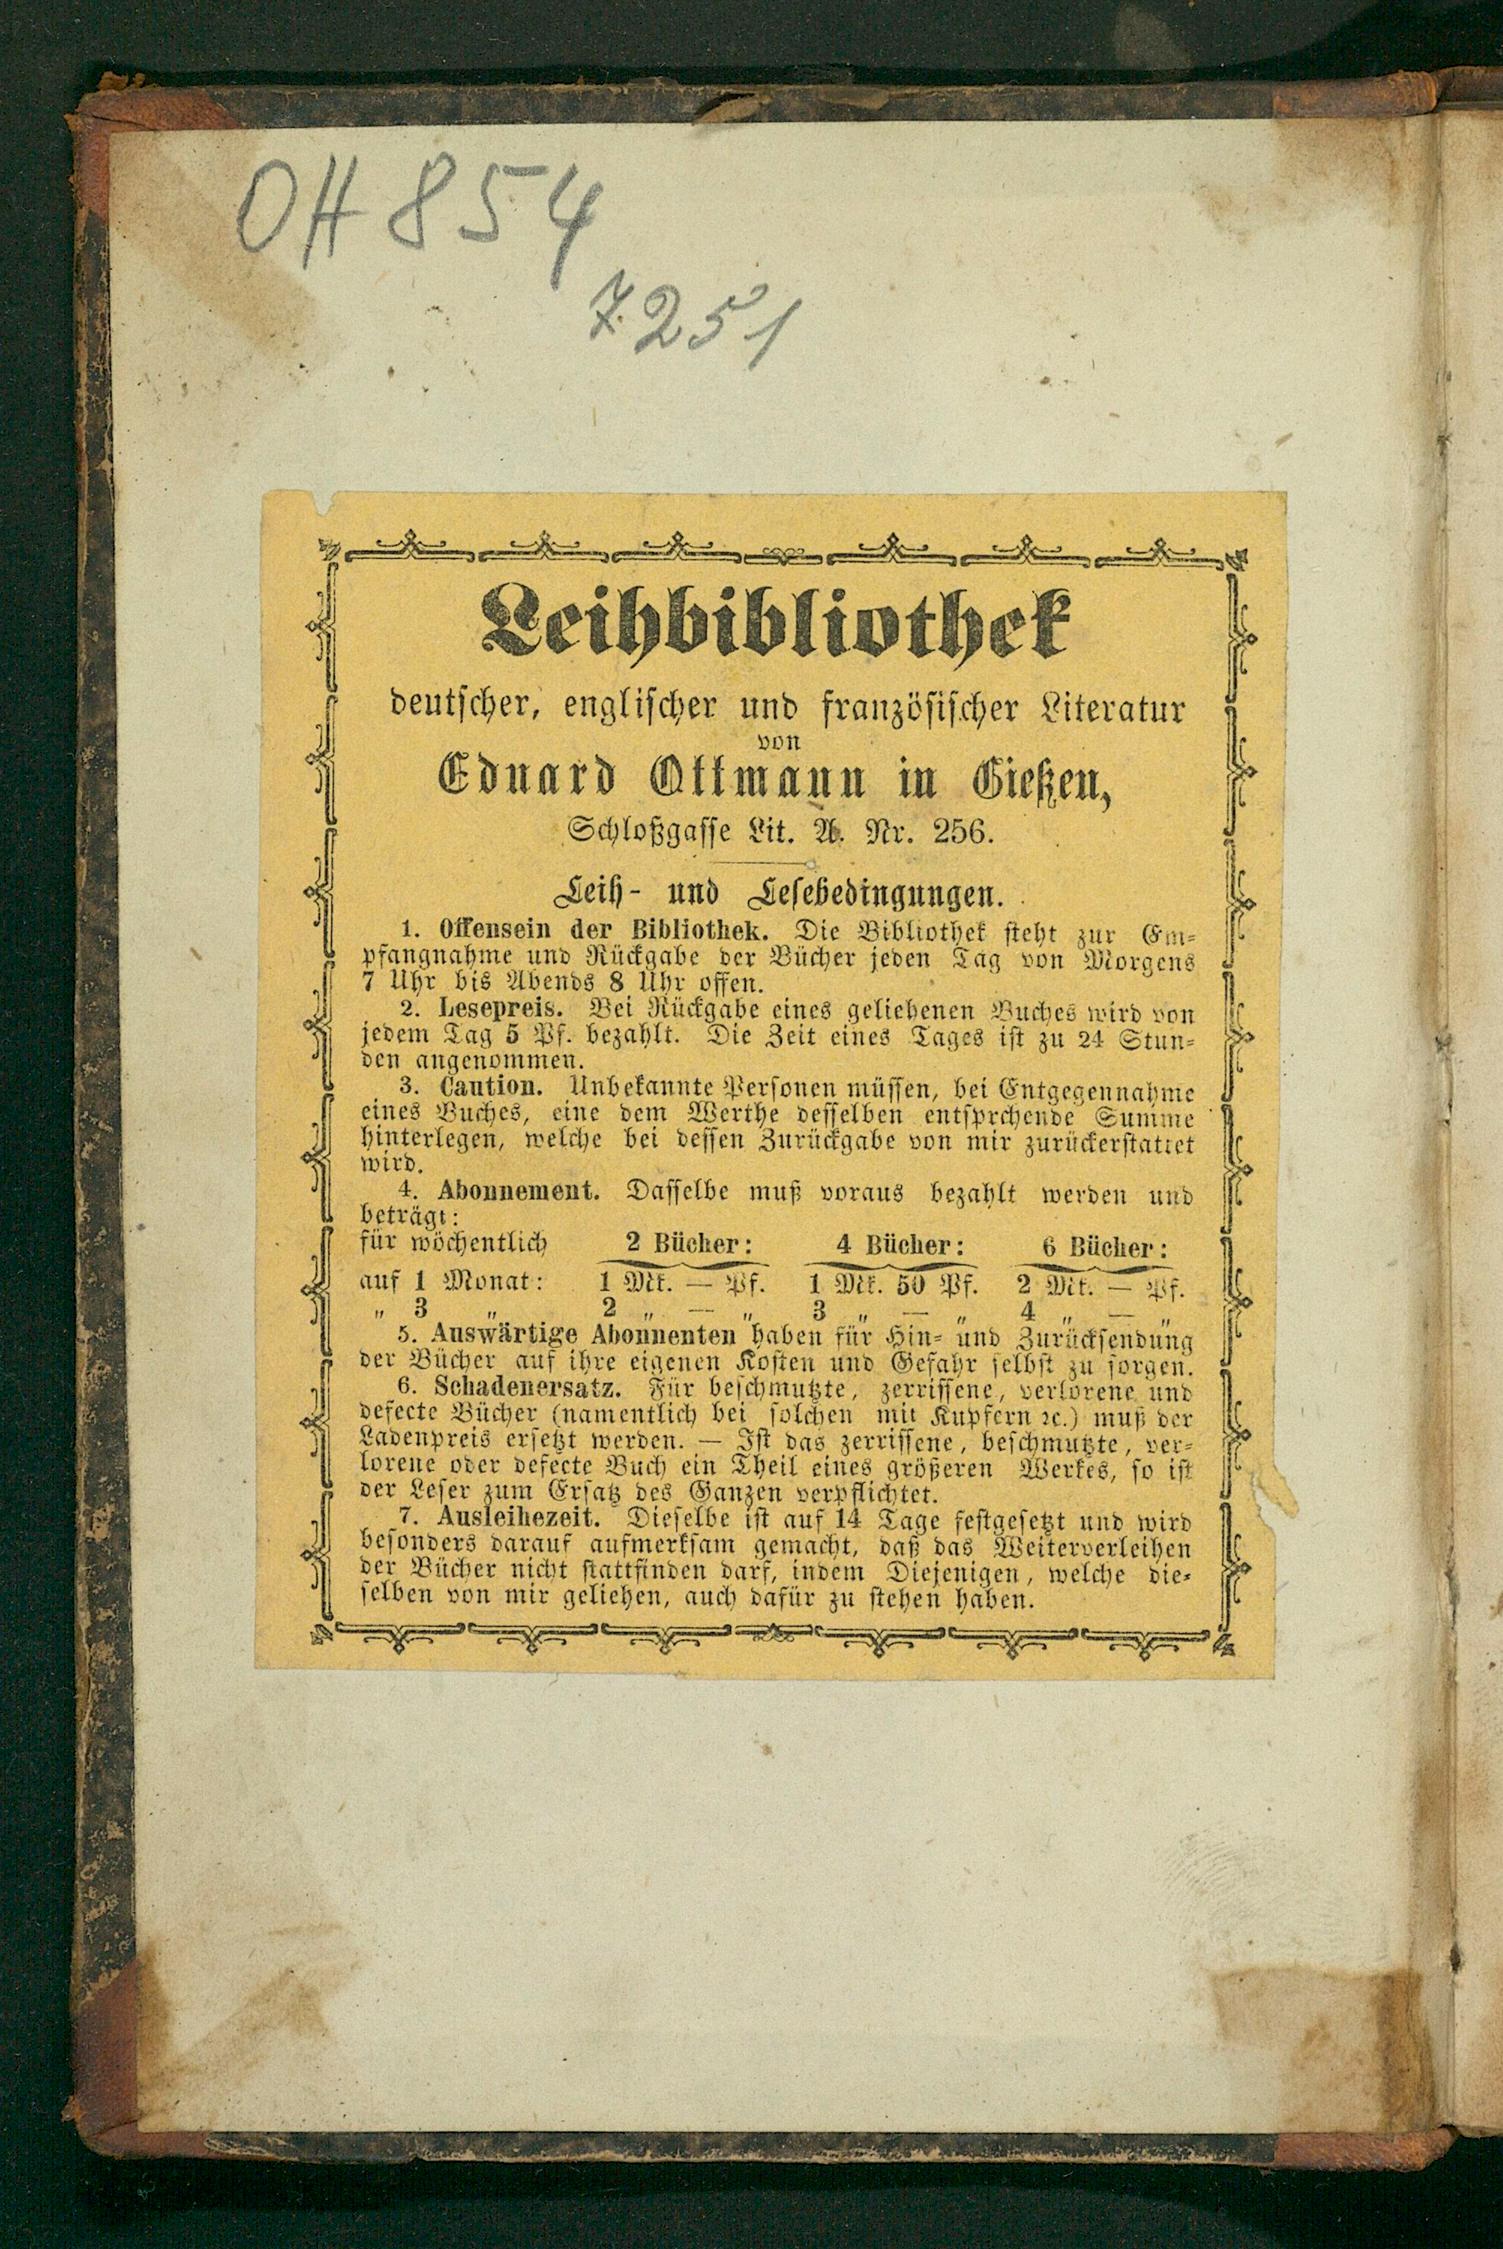 OH 854
7251
Leihbibliothek
deutscher, englischer und französischer Literatur
von
Eduard Ottmann in Gießen,
Schloßgasse Lit. A. Nr. 256.
Leih- und Lesebedingungen.
1. Offensein der Bibliothek. Die Bibliothek steht zur Em-
pfangnahme und Rückgabe der Bücher jeden Tag von Morgens
7 Uhr bis Abends 8 Uhr offen.
2. Lesepreis. Bei Rückgabe eines geliehenen Buches wird von
jedem Tag 5 Pf. bezahlt. Die Zeit eines Tages ist zu 24 Stun-
den angenommen.
3. Caution. Unbekannte Personen müssen, bei Entgegennahme
eines Buches, eine dem Werthe desselben entsprchende Summe
hinterlegen, welche bei dessen Zurückgabe von mir zurückerstattet
wird.
4. Abonnement. Dasselbe muß voraus bezahlt werden und
beträgt:
für wöchentlich 2 Bücher: 4 Bücher: 6 Bücher:
auf 1 Monat: 1 Mk. — Pf. 1 Mk. 50 Pf. 2 Mk. — Pf.
„ 3 „ 2 „ — „ 3 „ — „ 4 „ — „
5. Auswärtige Abonnenten haben für Hin- und Zurücksendung
der Bücher auf ihre eigenen Kosten und Gefahr selbst zu sorgen.
6. Schadenersatz. Für beschmutzte, zerrissene, verlorene und
defecte Bücher (namentlich bei solchen mit Kupfern ꝛc.) muß der
Ladenpreis ersetzt werden. — Ist das zerrissene, beschmutzte, ver-
lorene oder defecte Buch ein Theil eines größeren Werkes, so ist
der Leser zum Ersatz des Ganzen verpflichtet.
7. Ausleihezeit. Dieselbe ist auf 14 Tage festgesetzt und wird
besonders darauf aufmerksam gemacht, daß das Weiterverleihen
der Bücher nicht stattfinden darf, indem Diejenigen, welche die-
selben von mir geliehen, auch dafür zu stehen haben.